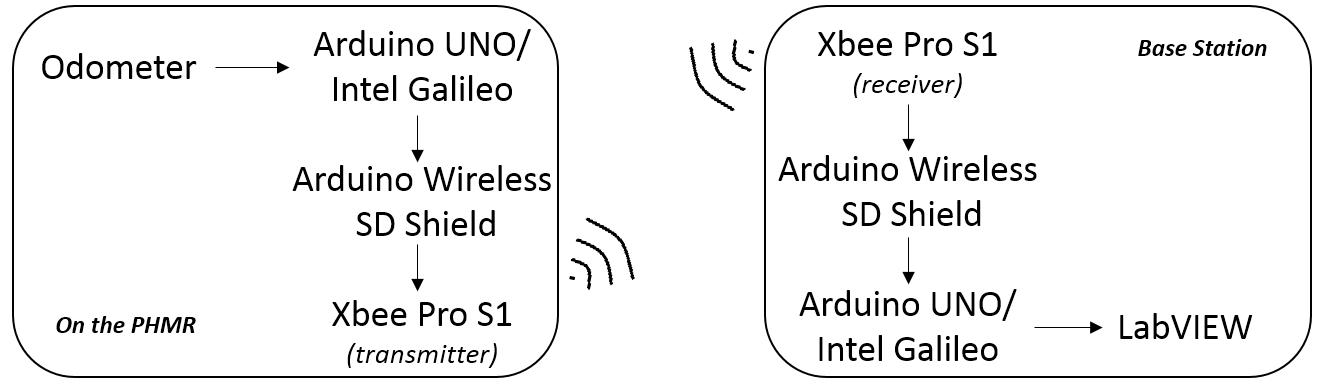 Odometer
Arduino UNO/
Intel Galileo
Arduino Wireless
SD Shield
Xbee Pro S1
(transmitter)
On the PHMR
Xbee Pro S1
(receiver)
Base Station
Arduino Wireless
SD Shield
Arduino UNO/
Intel Galileo
LabVIEW